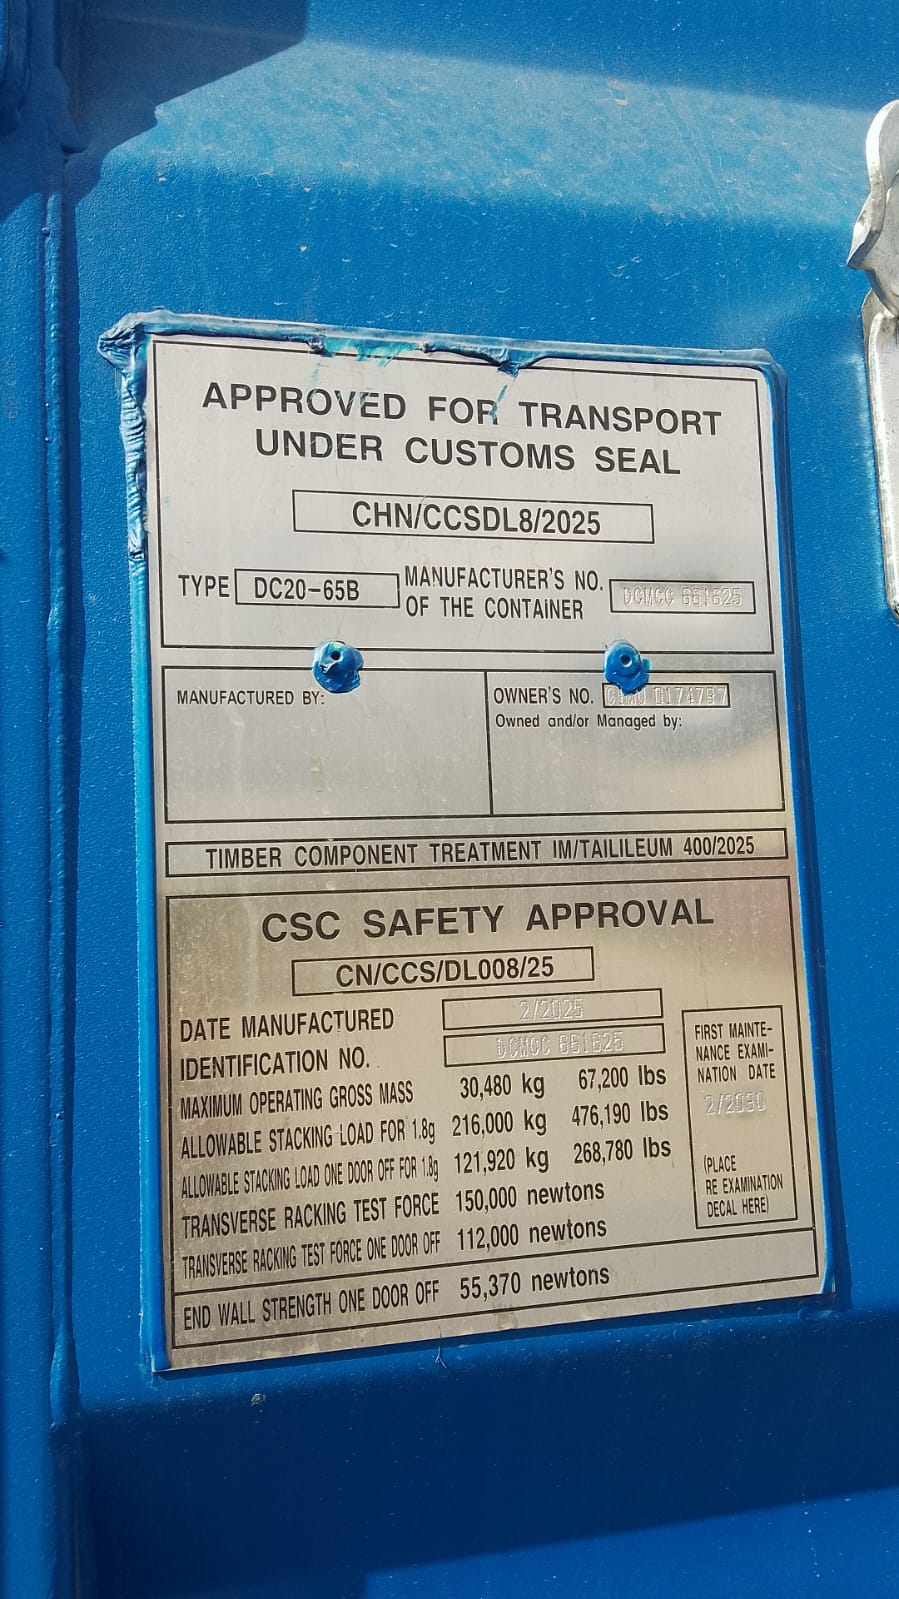 APPROVED FOR TRANSPORT
UNDER CUSTOMS SEAL
CHN/CCSDL8/2025
TYPE DC20-65B MANUFACTURER'S NO.
OF THE CONTAINER DCMCC 661625
MANUFACTURED BY:
OWNER'S NO. 0174797
Owned and/or Managed by:
TIMBER COMPONENT TREATMENT IM/TAILILEUM 400/2025
CSC SAFETY APPROVAL
CN/CCS/DL008/25
DATE MANUFACTURED 2/2025
IDENTIFICATION NO. DCMCC 661625
MAXIMUM OPERATING GROSS MASS 30,480 kg 67,200 lbs
ALLOWABLE STACKING LOAD FOR 1.8g 216,000 kg 476,190 lbs
ALLOWABLE STACKING LOAD ONE DOOR OFF FOR 1.8g 121,920 kg 268,780 lbs
TRANSVERSE RACKING TEST FORCE 150,000 newtons
TRANSVERSE RACKING TEST FORCE ONE DOOR OFF 112,000 newtons
END WALL STRENGTH ONE DOOR OFF 55,370 newtons
FIRST MAINTE-
NANCE EXAMI-
NATION DATE
2/2030
(PLACE
RE EXAMINATION
DECAL HERE)